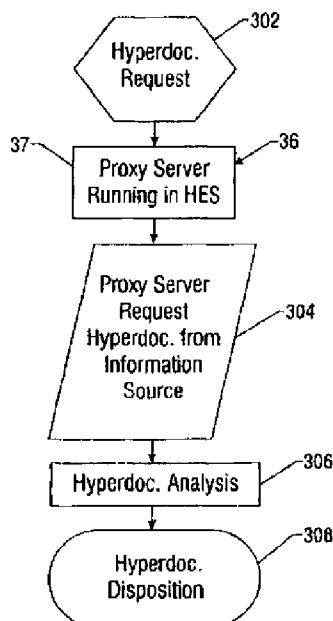 302
Hyperdoc.
Request
37
36
Proxy Server
Running in HES
Proxy Server
Request
Hyperdoc. from
Information
Source
304
306
Hyperdoc. Analysis
308
Hyperdoc.
Disposition